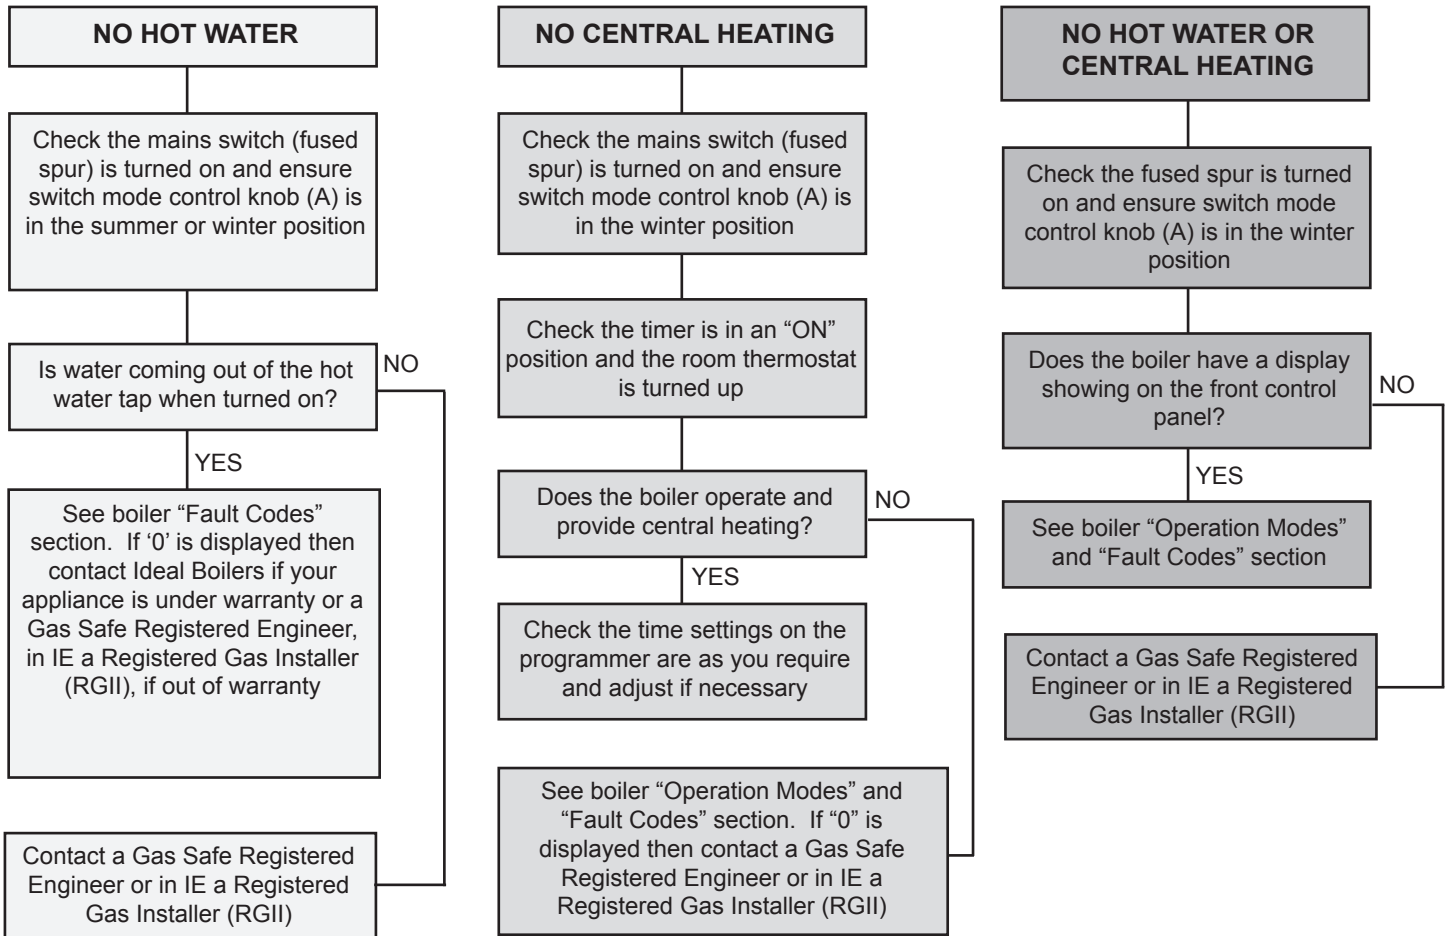 NO HOT WATER
Check the mains switch (fused
spur) is turned on and ensure
switch mode control knob (A) is
in the summer or winter position
Is water coming out of the hot
water tap when turned on?
NO
YES
See boiler “Fault Codes”
section.  If ‘0’ is displayed then
contact Ideal Boilers if your
appliance is under warranty or a
Gas Safe Registered Engineer,
in IE a Registered Gas Installer
(RGII), if out of warranty
Contact a Gas Safe Registered
Engineer or in IE a Registered
Gas Installer (RGII)
NO CENTRAL HEATING
Check the mains switch (fused
spur) is turned on and ensure
switch mode control knob (A) is
in the winter position
Check the timer is in an “ON”
position and the room thermostat
is turned up
Does the boiler operate and
provide central heating?
NO
YES
Check the time settings on the
programmer are as you require
and adjust if necessary
See boiler “Operation Modes” and
“Fault Codes” section.  If “0” is
displayed then contact a Gas Safe
Registered Engineer or in IE a
Registered Gas Installer (RGII)
NO HOT WATER OR
CENTRAL HEATING
Check the fused spur is turned
on and ensure switch mode
control knob (A) is in the winter
position
Does the boiler have a display
showing on the front control
panel?
NO
YES
See boiler “Operation Modes”
and “Fault Codes” section
Contact a Gas Safe Registered
Engineer or in IE a Registered
Gas Installer (RGII)